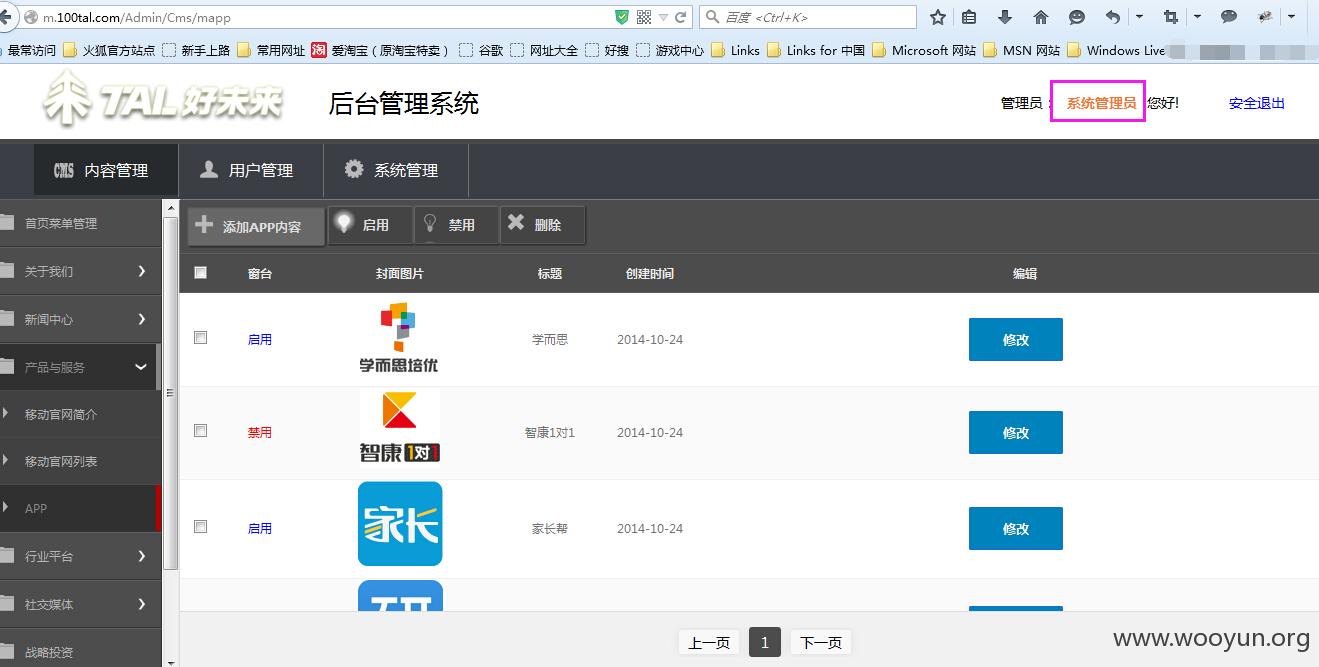 m.100tal.com/Admin/Cms/mapp
百度 <Ctrl+K>
最常访问 火狐官方站点 新手上路 常用网址 淘 爱淘宝（原淘宝特卖） 谷歌 网址大全 好搜 游戏中心 Links Links for 中国 Microsoft 网站 MSN 网站 Windows Live
TAL 好未来 后台管理系统 管理员： 系统管理员 您好! 安全退出
CMS 内容管理 用户管理 系统管理
首页菜单管理
关于我们
新闻中心
产品与服务
移动官网简介
移动官网列表
APP
行业平台
社交媒体
战略投资
添加APP内容 启用 禁用 删除
窗台 封面图片 标题 创建时间 编辑
启用 学而思培优 学而思 2014-10-24 修改
禁用 智康1对1 智康1对1 2014-10-24 修改
启用 家长 家长帮 2014-10-24 修改
上一页 1 下一页
www.wooyun.org